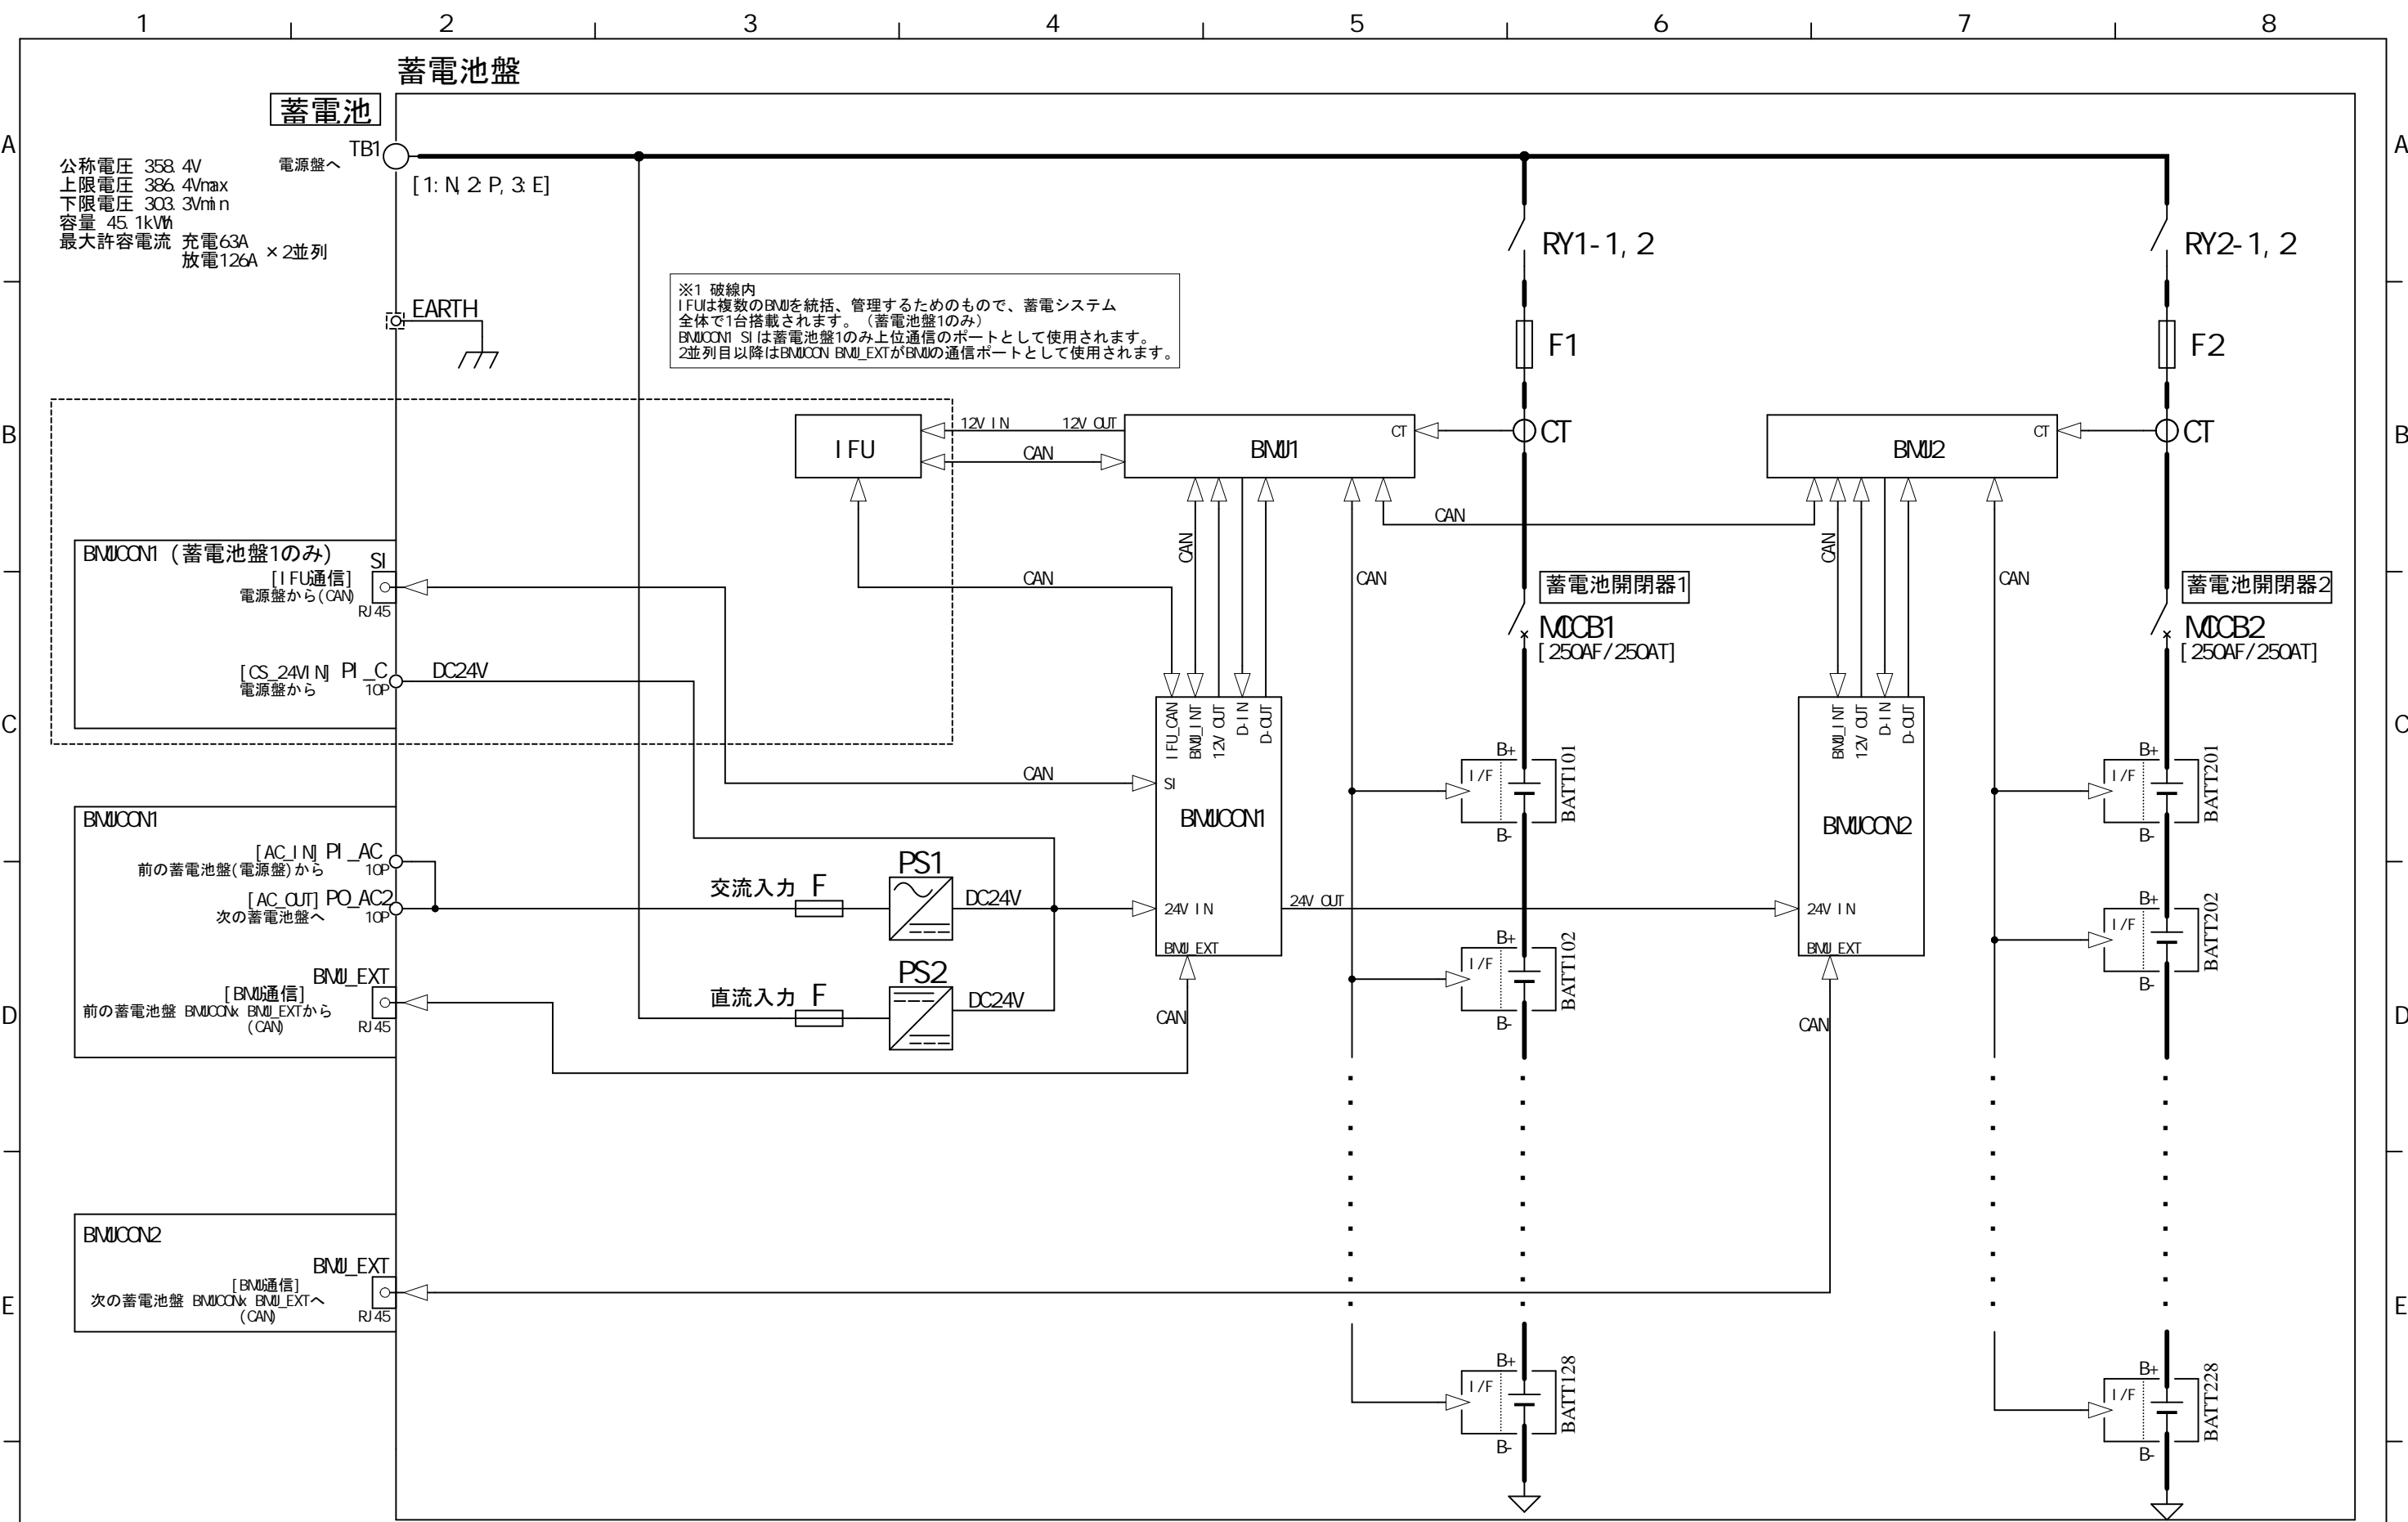 1 2 3 4 5 6 7 8
蓄電池盤
蓄電池
A
A
TB1
電源盤へ
[1:N,2:P,3:E]
公称電圧 358.4V
上限電圧 386.4Vmax
下限電圧 303.3Vmin
容量 45.1kWh
最大許容電流 充電63A
放電126A
×2並列
RY1-1,2
RY2-1,2
EARTH
※1 破線内
IFUは複数のBMUを統括、管理するためのもので、蓄電システム
全体で1台搭載されます。（蓄電池盤1のみ）
BMUCON1 SIは蓄電池盤1のみ上位通信のポートとして使用されます。
2並列目以降はBMUCON BMU_EXTがBMUの通信ポートとして使用されます。
F1
F2
B
B
IFU
12V IN
12V OUT
CAN
BMU1
CT
CT
BMU2
CT
CT
CAN
CAN
CAN
BMUCON1 (蓄電池盤1のみ)
SI
[IFU通信]
電源盤から(CAN)
RJ45
CAN
CAN
CAN
蓄電池開閉器1
MCCB1
[250AF/250AT]
蓄電池開閉器2
MCCB2
[250AF/250AT]
[CS_24VIN] PI_C
電源盤から
10P
DC24V
C
C
IFU_CAN
BMU_INT
12V OUT
D-IN
D-OUT
BMU_INT
12V OUT
D-IN
D-OUT
CAN
SI
BMUCON1
BMUCON2
B+
I/F
B-
BATT101
B+
I/F
B-
BATT201
BMUCON1
[AC_IN] PI_AC
前の蓄電池盤(電源盤)から
10P
[AC_OUT] PO_AC2
次の蓄電池盤へ
10P
交流入力 F
PS1
DC24V
24V IN
24V OUT
24V IN
BMU_EXT
BMU_EXT
B+
I/F
B-
BATT102
B+
I/F
B-
BATT202
BMU_EXT
[BMU通信]
前の蓄電池盤 BMUCONx BMU_EXTから
(CAN)
RJ45
直流入力 F
PS2
DC24V
CAN
CAN
D
D
BMUCON2
BMU_EXT
[BMU通信]
次の蓄電池盤 BMUCONx BMU_EXTへ
(CAN)
RJ45
E
E
B+
I/F
B-
BATT128
B+
I/F
B-
BATT228